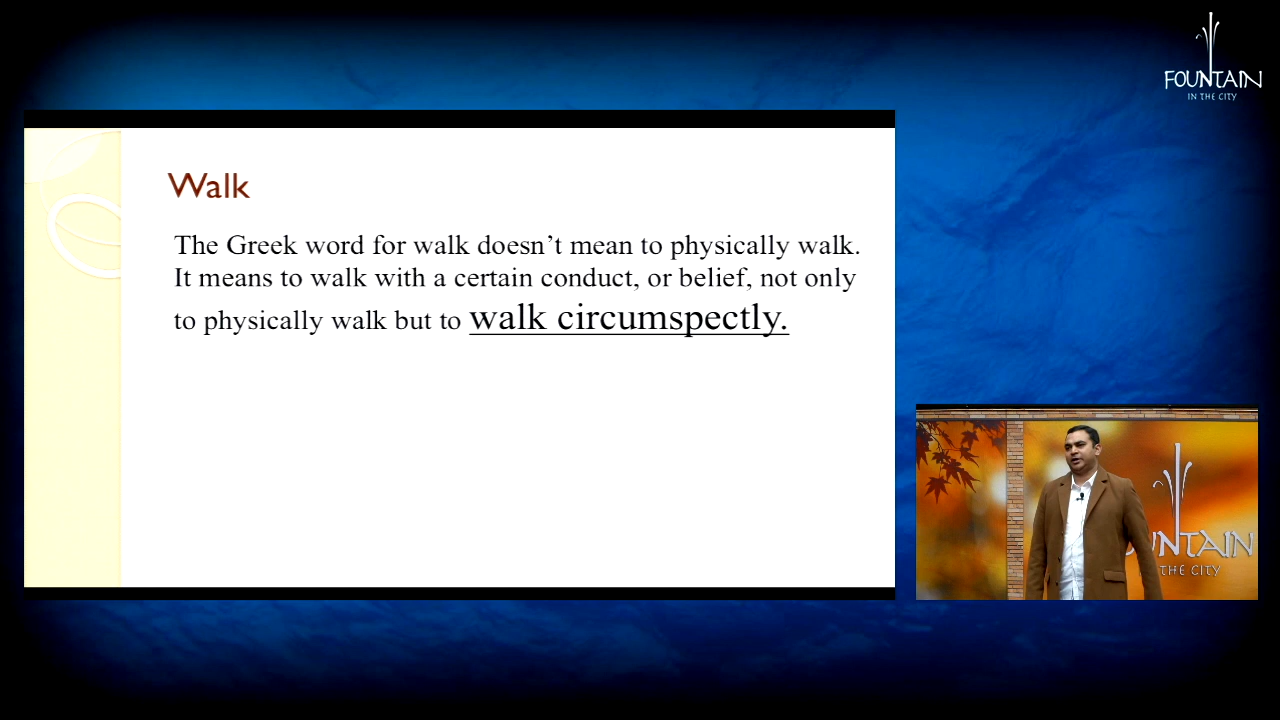 FOUNTAIN
IN THE CITY
Walk
The Greek word for walk doesn’t mean to physically walk.
It means to walk with a certain conduct, or belief, not only
to physically walk but to walk circumspectly.
UNTAIN
THE CITY